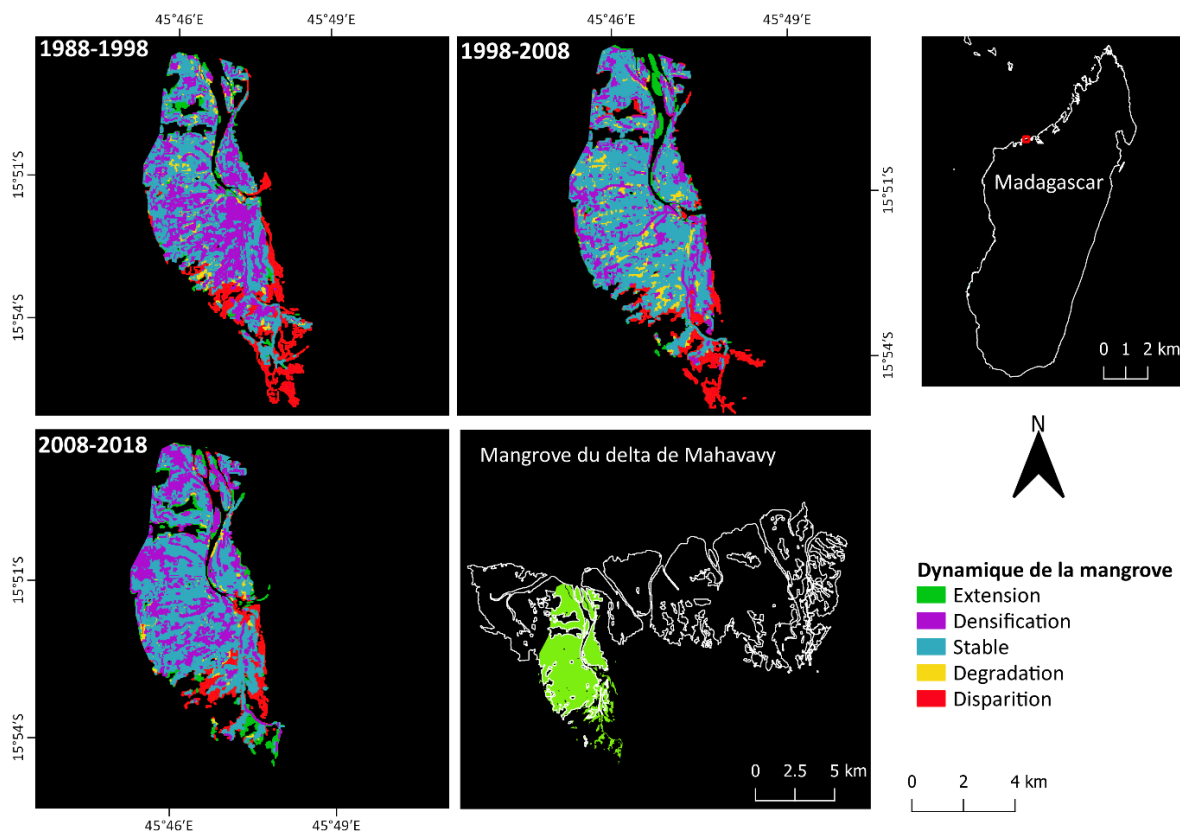 45°46'E
45°49'E
45°46'E
45°49'E
1988-1998
1998-2008
15°51'S
15°54'S
15°51'S
15°54'S
Madagascar
0 1 2 km
2008-2018
15°51'S
15°54'S
45°46'E
45°49'E
Mangrove du delta de Mahavavy
0 2.5 5 km
N
Dynamique de la mangrove
Extension
Densification
Stable
Degradation
Disparition
0 2 4 km